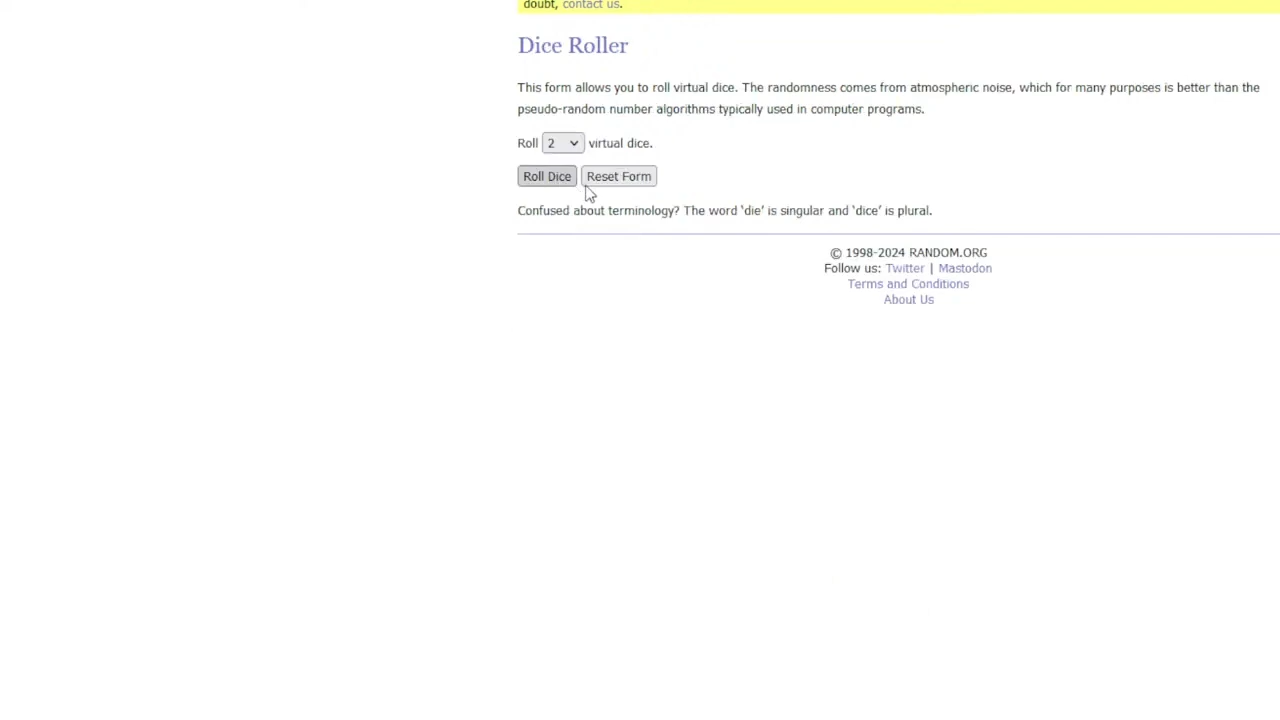 doubt, contact us.
Dice Roller
This form allows you to roll virtual dice. The randomness comes from atmospheric noise, which for many purposes is better than the
pseudo-random number algorithms typically used in computer programs.
Roll 2 virtual dice.
Roll Dice Reset Form
Confused about terminology? The word 'die' is singular and 'dice' is plural.
© 1998-2024 RANDOM.ORG
Follow us: Twitter | Mastodon
Terms and Conditions
About Us